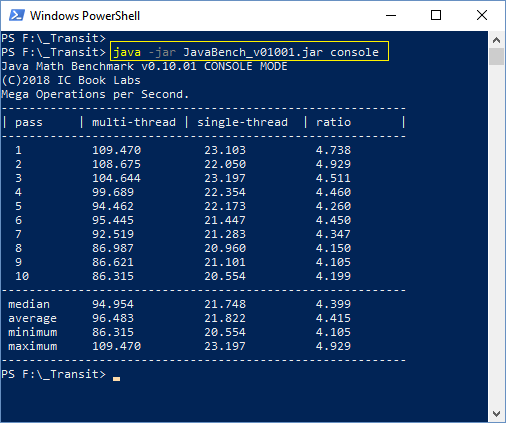 Windows PowerShell
PS F:\_Transit>
PS F:\_Transit> java -jar JavaBench_v01001.jar console
Java Math Benchmark v0.10.01 CONSOLE MODE
(C)2018 IC Book Labs
Mega Operations per Second.
----------------------------------------------------------
| pass     | multi-thread | single-thread | ratio       |
----------------------------------------------------------
1          109.470        23.103          4.738
2          108.675        22.050          4.929
3          104.644        23.197          4.511
4          99.689         22.354          4.460
5          94.462         22.173          4.260
6          95.445         21.447          4.450
7          92.519         21.283          4.347
8          86.987         20.960          4.150
9          86.621         21.101          4.105
10         86.315         20.554          4.199
----------------------------------------------------------
median     94.954         21.748          4.399
average    96.483         21.822          4.415
minimum    86.315         20.554          4.105
maximum    109.470        23.197          4.929
----------------------------------------------------------
PS F:\_Transit>